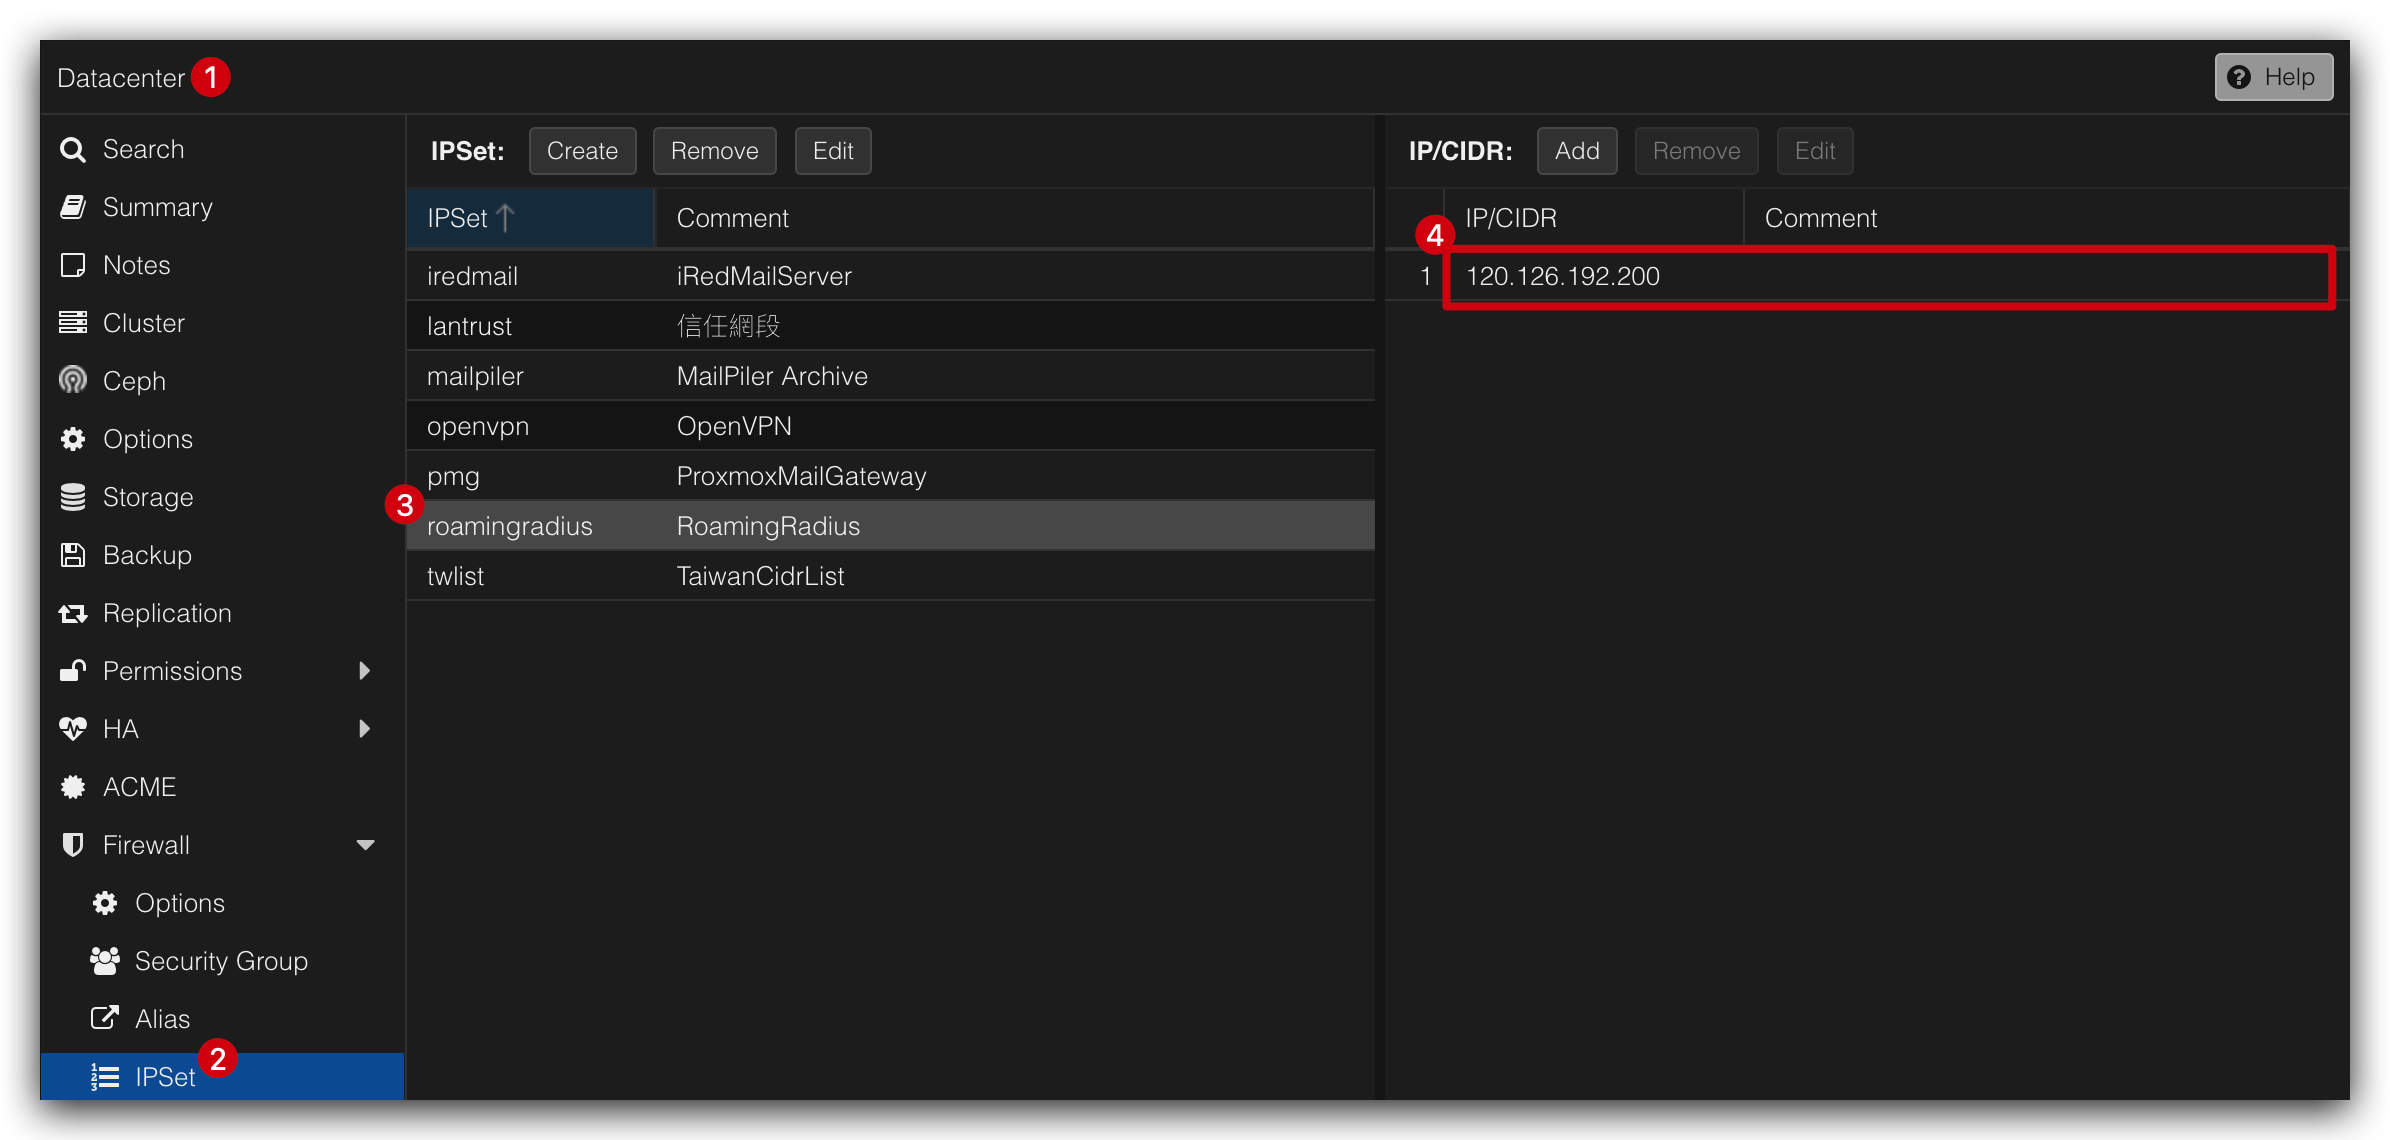 Datacenter 1
Help
Search
Summary
Notes
Cluster
Ceph
Options
Storage
Backup
Replication
Permissions
HA
ACME
Firewall
Options
Security Group
Alias
IPSet 2
IPSet: Create Remove Edit
IPSet Comment
iredmail iRedMailServer
lantrust 信任網段
mailpiler MailPiler Archive
openvpn OpenVPN
pmg ProxmoxMailGateway
3
roamingradius RoamingRadius
twlist TaiwanCidrList
IP/CIDR: Add Remove Edit
IP/CIDR Comment
4
1 120.126.192.200